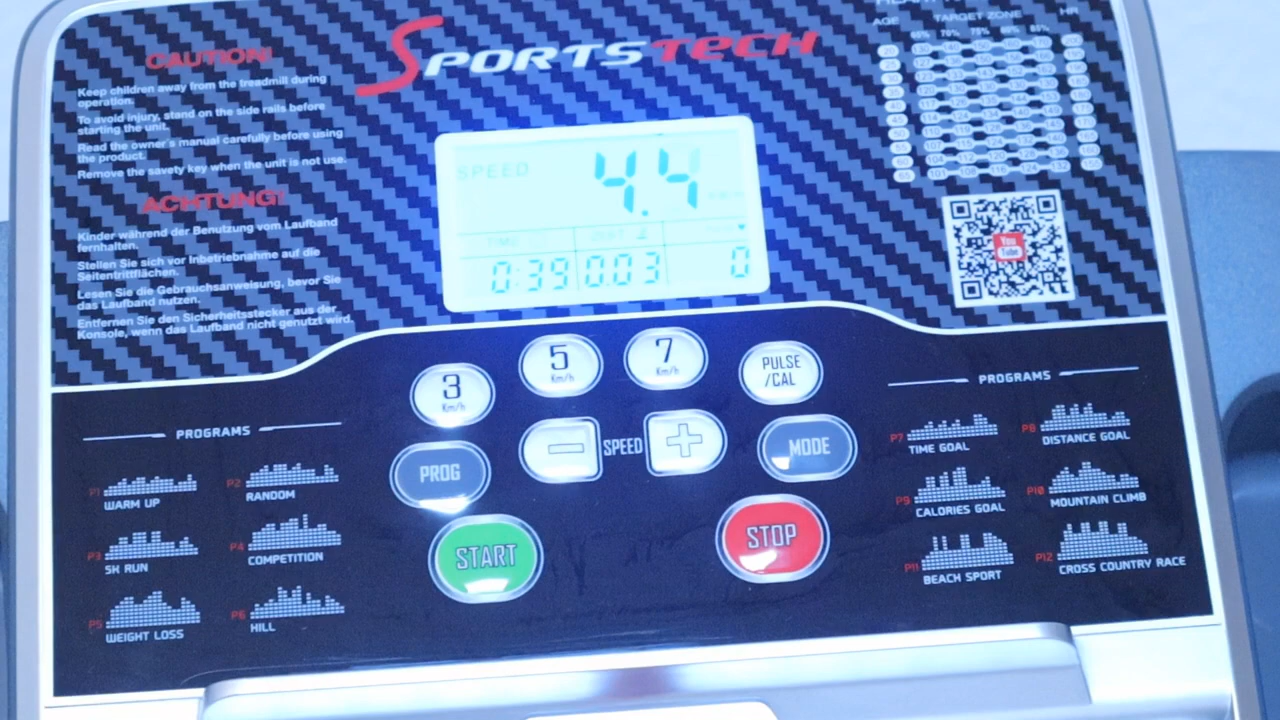 CAUTION!
Keep children away from the treadmill during
operation.
To avoid injury, stand on the side rails before
starting the unit.
Read the owner's manual carefully before using
the product.
Remove the savety key when the unit is not use.
ACHTUNG!
Kinder während der Benutzung vom Laufband
fernhalten.
Stellen Sie sich vor Inbetriebnahme auf die
Seitentrittflächen.
Lesen Sie die Gebrauchsanweisung, bevor Sie
das Laufband nutzen.
Entfernen Sie den Sicherheitsstecker aus der
Konsole, wenn das Laufband nicht genutzt wird.
SPORTSTECH
SPEED 4.4
TIME
0:39 0.03 0
AGE TARGET ZONE HR
You
Tube
3
Km/h
5
Km/h
7
Km/h
PULSE
/CAL
PROG
SPEED
MODE
START
STOP
PROGRAMS
P1 WARM UP
P2 RANDOM
P3 5K RUN
P4 COMPETITION
P5 WEIGHT LOSS
P6 HILL
PROGRAMS
P7 TIME GOAL
P8 DISTANCE GOAL
P9 CALORIES GOAL
P10 MOUNTAIN CLIMB
P11 BEACH SPORT
P12 CROSS COUNTRY RACE